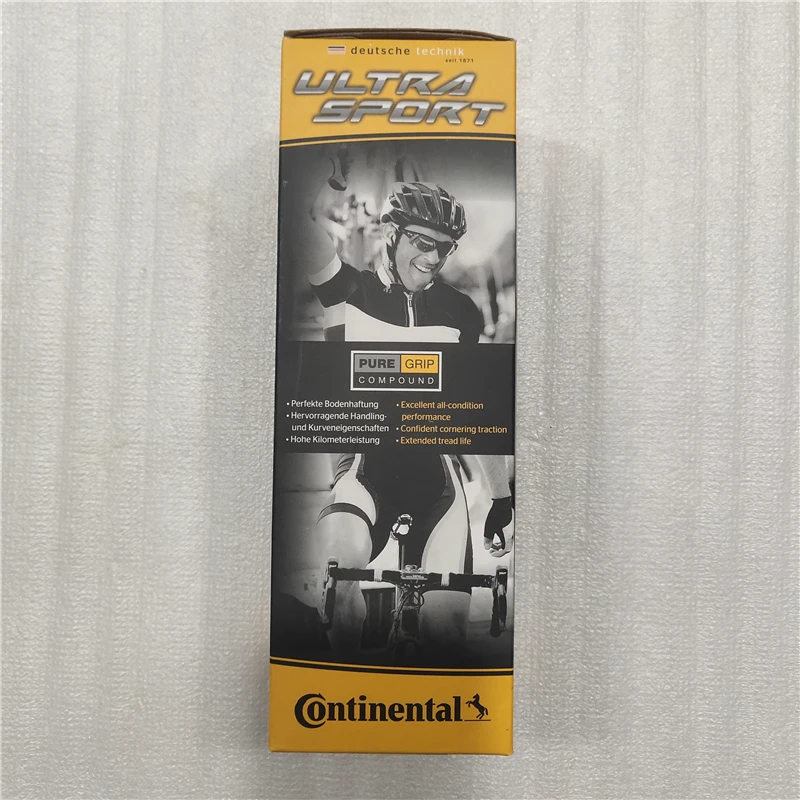 deutsche technik
seit 1871
ULTRA
SPORT
PURE GRIP
COMPOUND
• Perfekte Bodenhaftung
• Hervorragende Handling-
und Kurveneigenschaften
• Hohe Kilometerleistung
• Excellent all-condition
performance
• Confident cornering traction
• Extended tread life
Continental